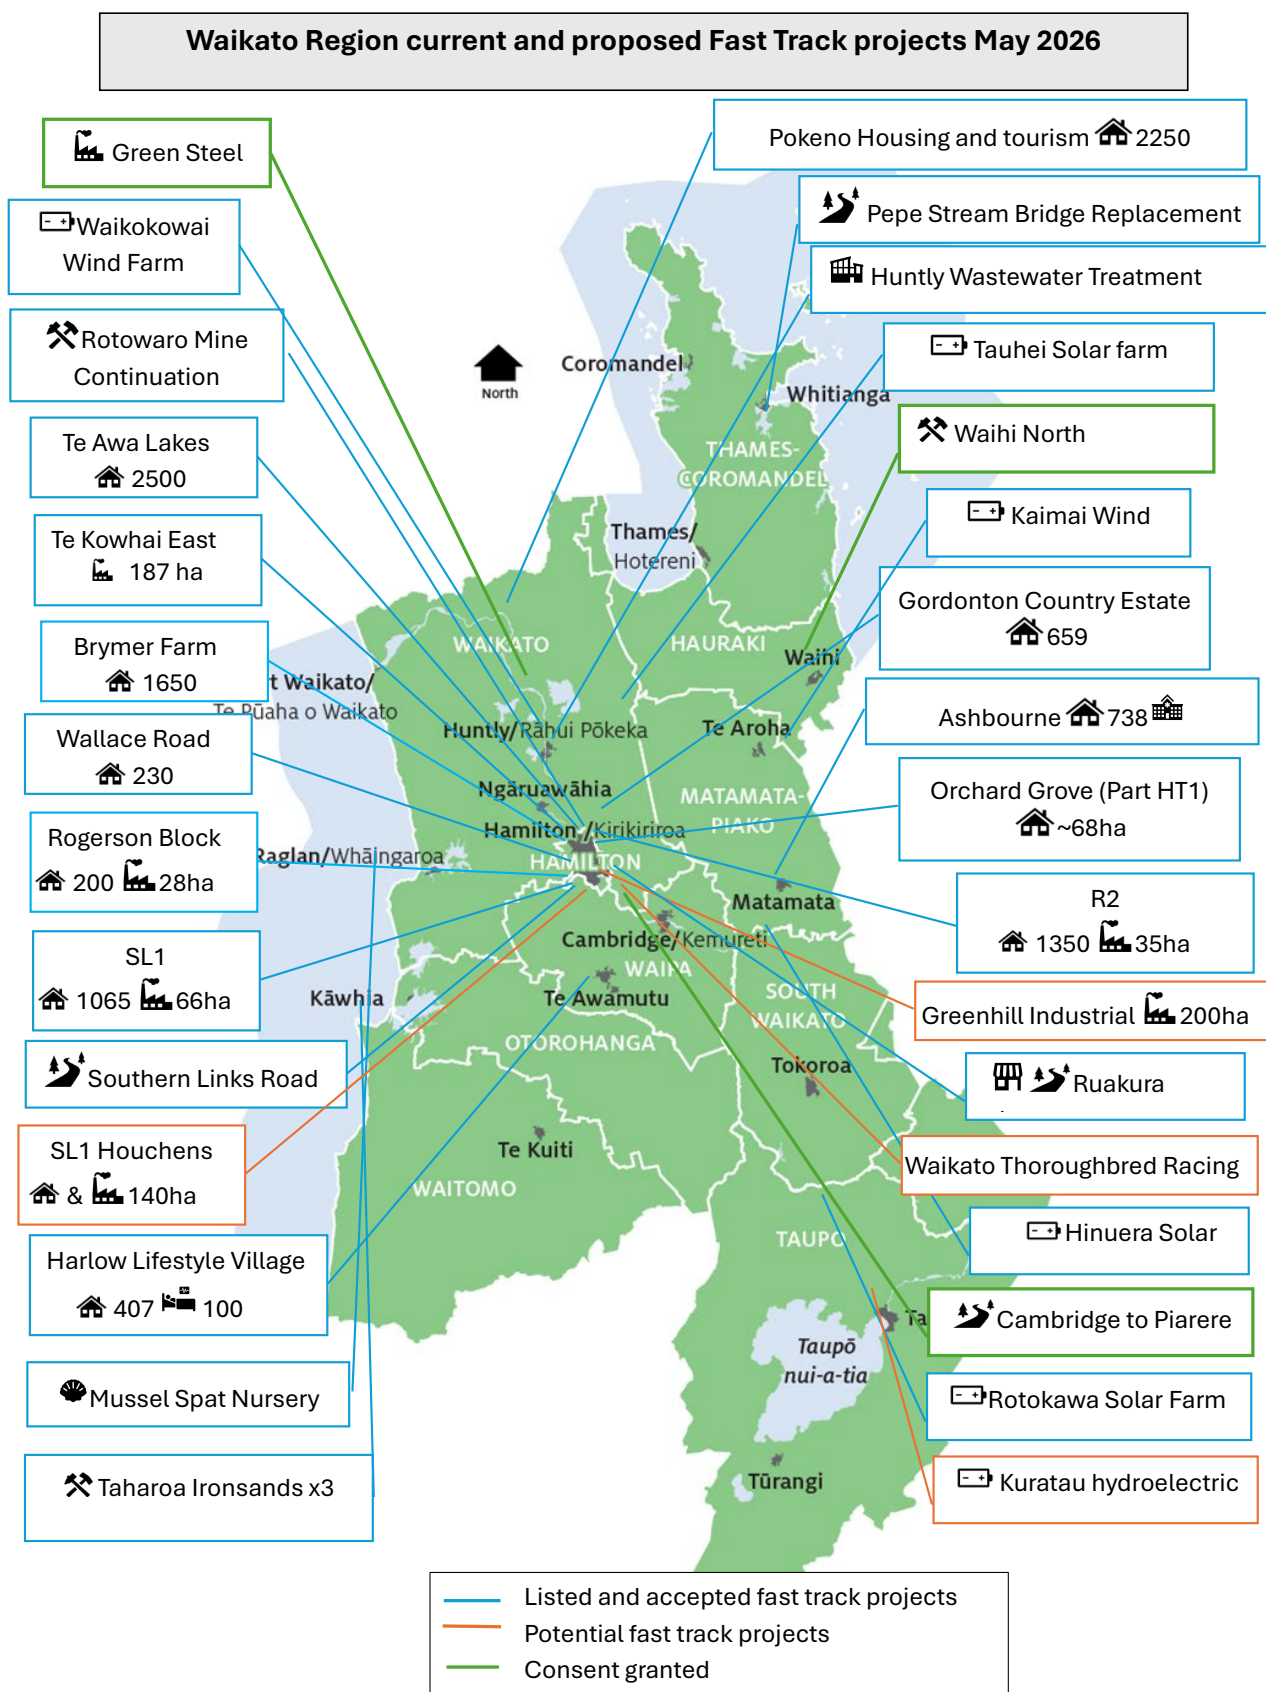 Waikato Region current and proposed Fast Track projects May 2026
Green Steel
Waikokowai
Wind Farm
Rotowaro Mine
Continuation
Te Awa Lakes
2500
Te Kowhai East
187 ha
Brymer Farm
1650
Wallace Road
230
Rogerson Block
200 28ha
SL1
1065 66ha
Southern Links Road
SL1 Houchens
& 140ha
Harlow Lifestyle Village
407 100
Mussel Spat Nursery
Taharoa Ironsands x3
Pokeno Housing and tourism 2250
Pepe Stream Bridge Replacement
Huntly Wastewater Treatment
Tauhei Solar farm
Waihi North
Kaimai Wind
Gordonton Country Estate
659
Ashbourne 738
Orchard Grove (Part HT1)
~68ha
R2
1350 35ha
Greenhill Industrial 200ha
Ruakura
Waikato Thoroughbred Racing
Hinuera Solar
Cambridge to Piarere
Rotokawa Solar Farm
Kuratau hydroelectric
North
Coromandel
Whitianga
THAMES-
COROMANDEL
Thames/
Hotereni
WAIKATO
HAURAKI
Waihi
t Waikato/
Te Pūaha o Waikato
Huntly/Rāhui Pōkeka
Te Aroha
Ngāruawāhia
MATAMATA-
PIAKO
Hamilton /Kirikiriroa
HAMILTON
Raglan/Whāingaroa
Matamata
Cambridge/Kemureti
WAIPA
Te Awamutu
Kāwhia
SOUTH
WAIKATO
OTOROHANGA
Tokoroa
Te Kuiti
WAITOMO
TAUPO
Ta
Taupō
nui-a-tia
Tūrangi
Listed and accepted fast track projects
Potential fast track projects
Consent granted